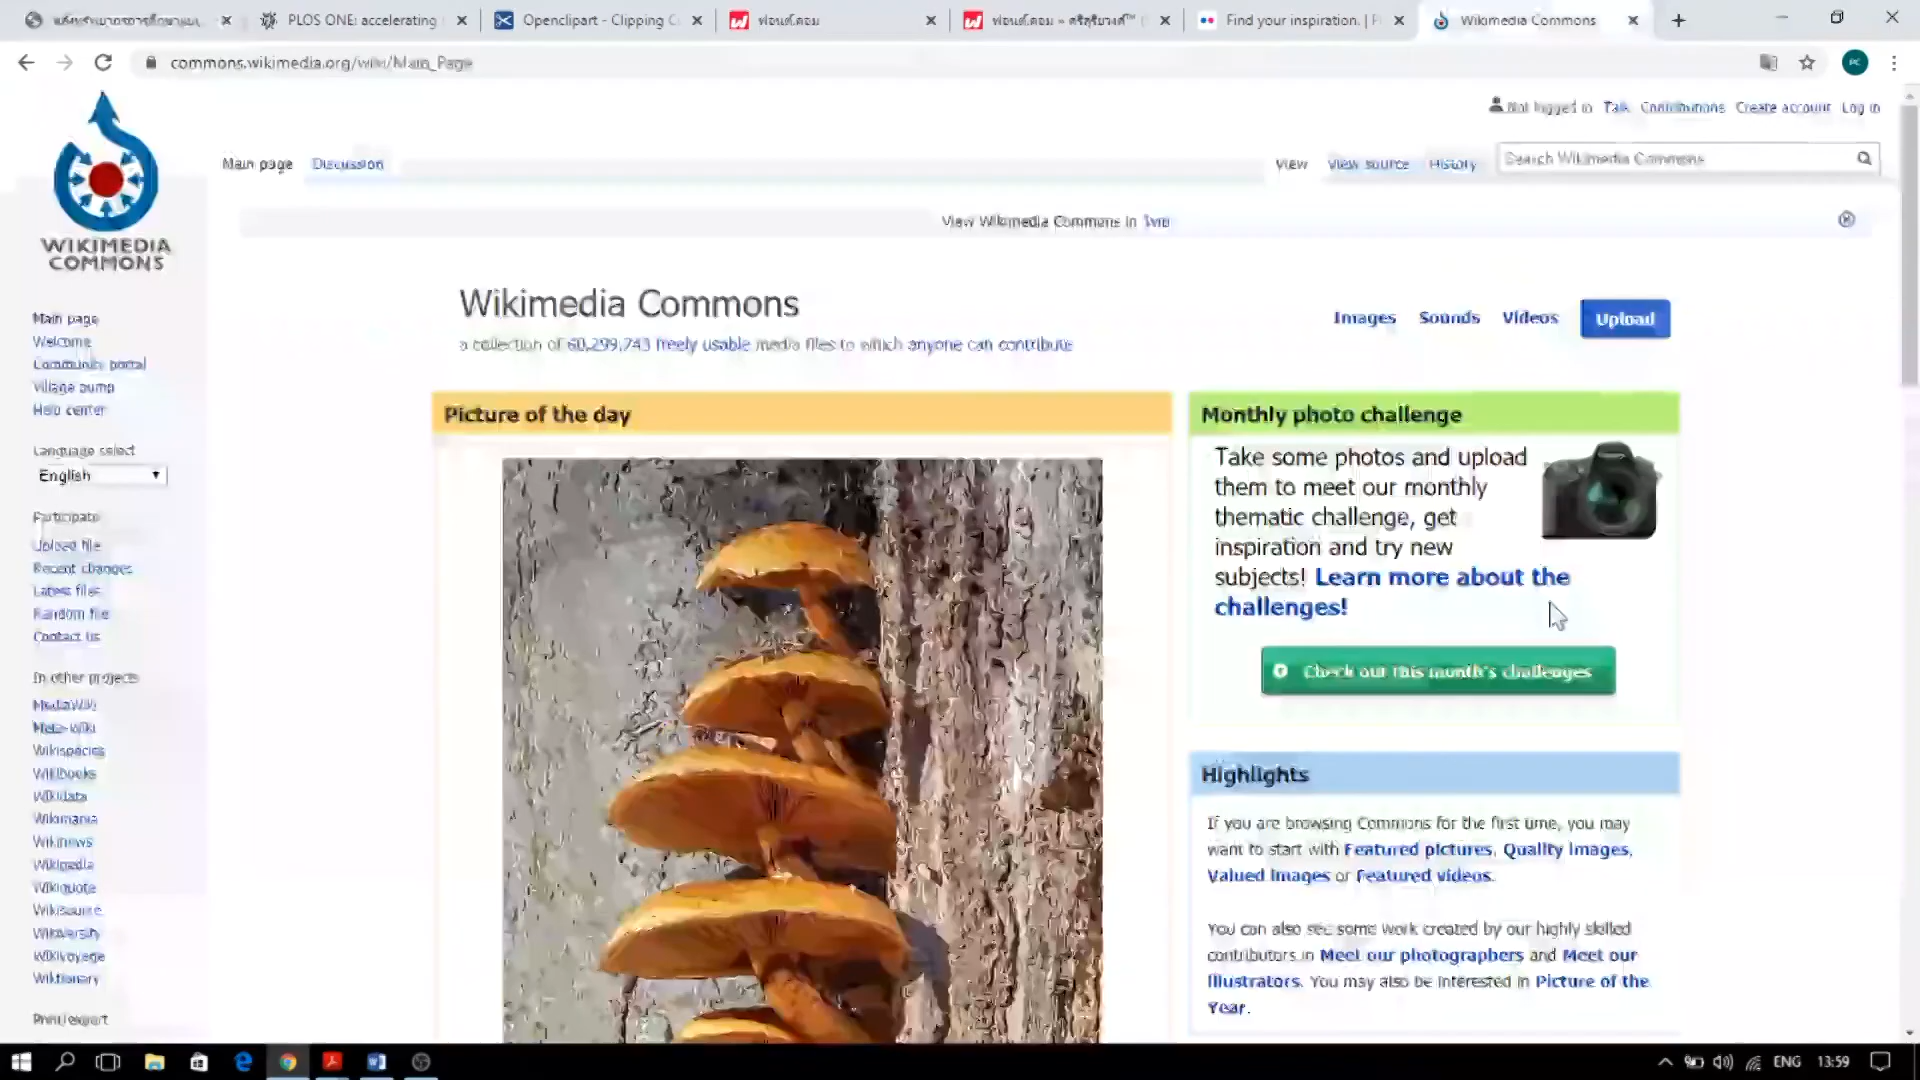 PLOS ONE: accelerating
Openclipart - Clipping C
ฟอนต์.คอม
Find your inspiration. |
Wikimedia Commons
commons.wikimedia.org/wiki/Main_Page
Not logged in Talk Contributions Create account Log in
Main page Discussion View View source History Search Wikimedia Commons
View Wikimedia Commons in
WIKIMEDIA
COMMONS
Wikimedia Commons
a collection of 60,299,743 freely usable media files to which anyone can contribute
Images Sounds Videos Upload
Main page
Welcome
Community portal
Village pump
Help center
Language select
English
Participate
Upload file
Recent changes
Latest files
Random file
Contact us
In other projects
MediaWiki
Meta-Wiki
Wikispecies
Wikibooks
Wikidata
Wikimania
Wikinews
Wikipedia
Wikiquote
Wikisource
Wikiversity
Wikivoyage
Wiktionary
Print/export
Picture of the day
Monthly photo challenge
Take some photos and upload
them to meet our monthly
thematic challenge, get
inspiration and try new
subjects! Learn more about the
challenges!
Check out this month's challenges
Highlights
If you are browsing Commons for the first time, you may
want to start with Featured pictures, Quality images,
Valued images or Featured videos.
You can also see some work created by our highly skilled
contributors in Meet our photographers and Meet our
illustrators. You may also be interested in Picture of the
Year.
ENG 13:59